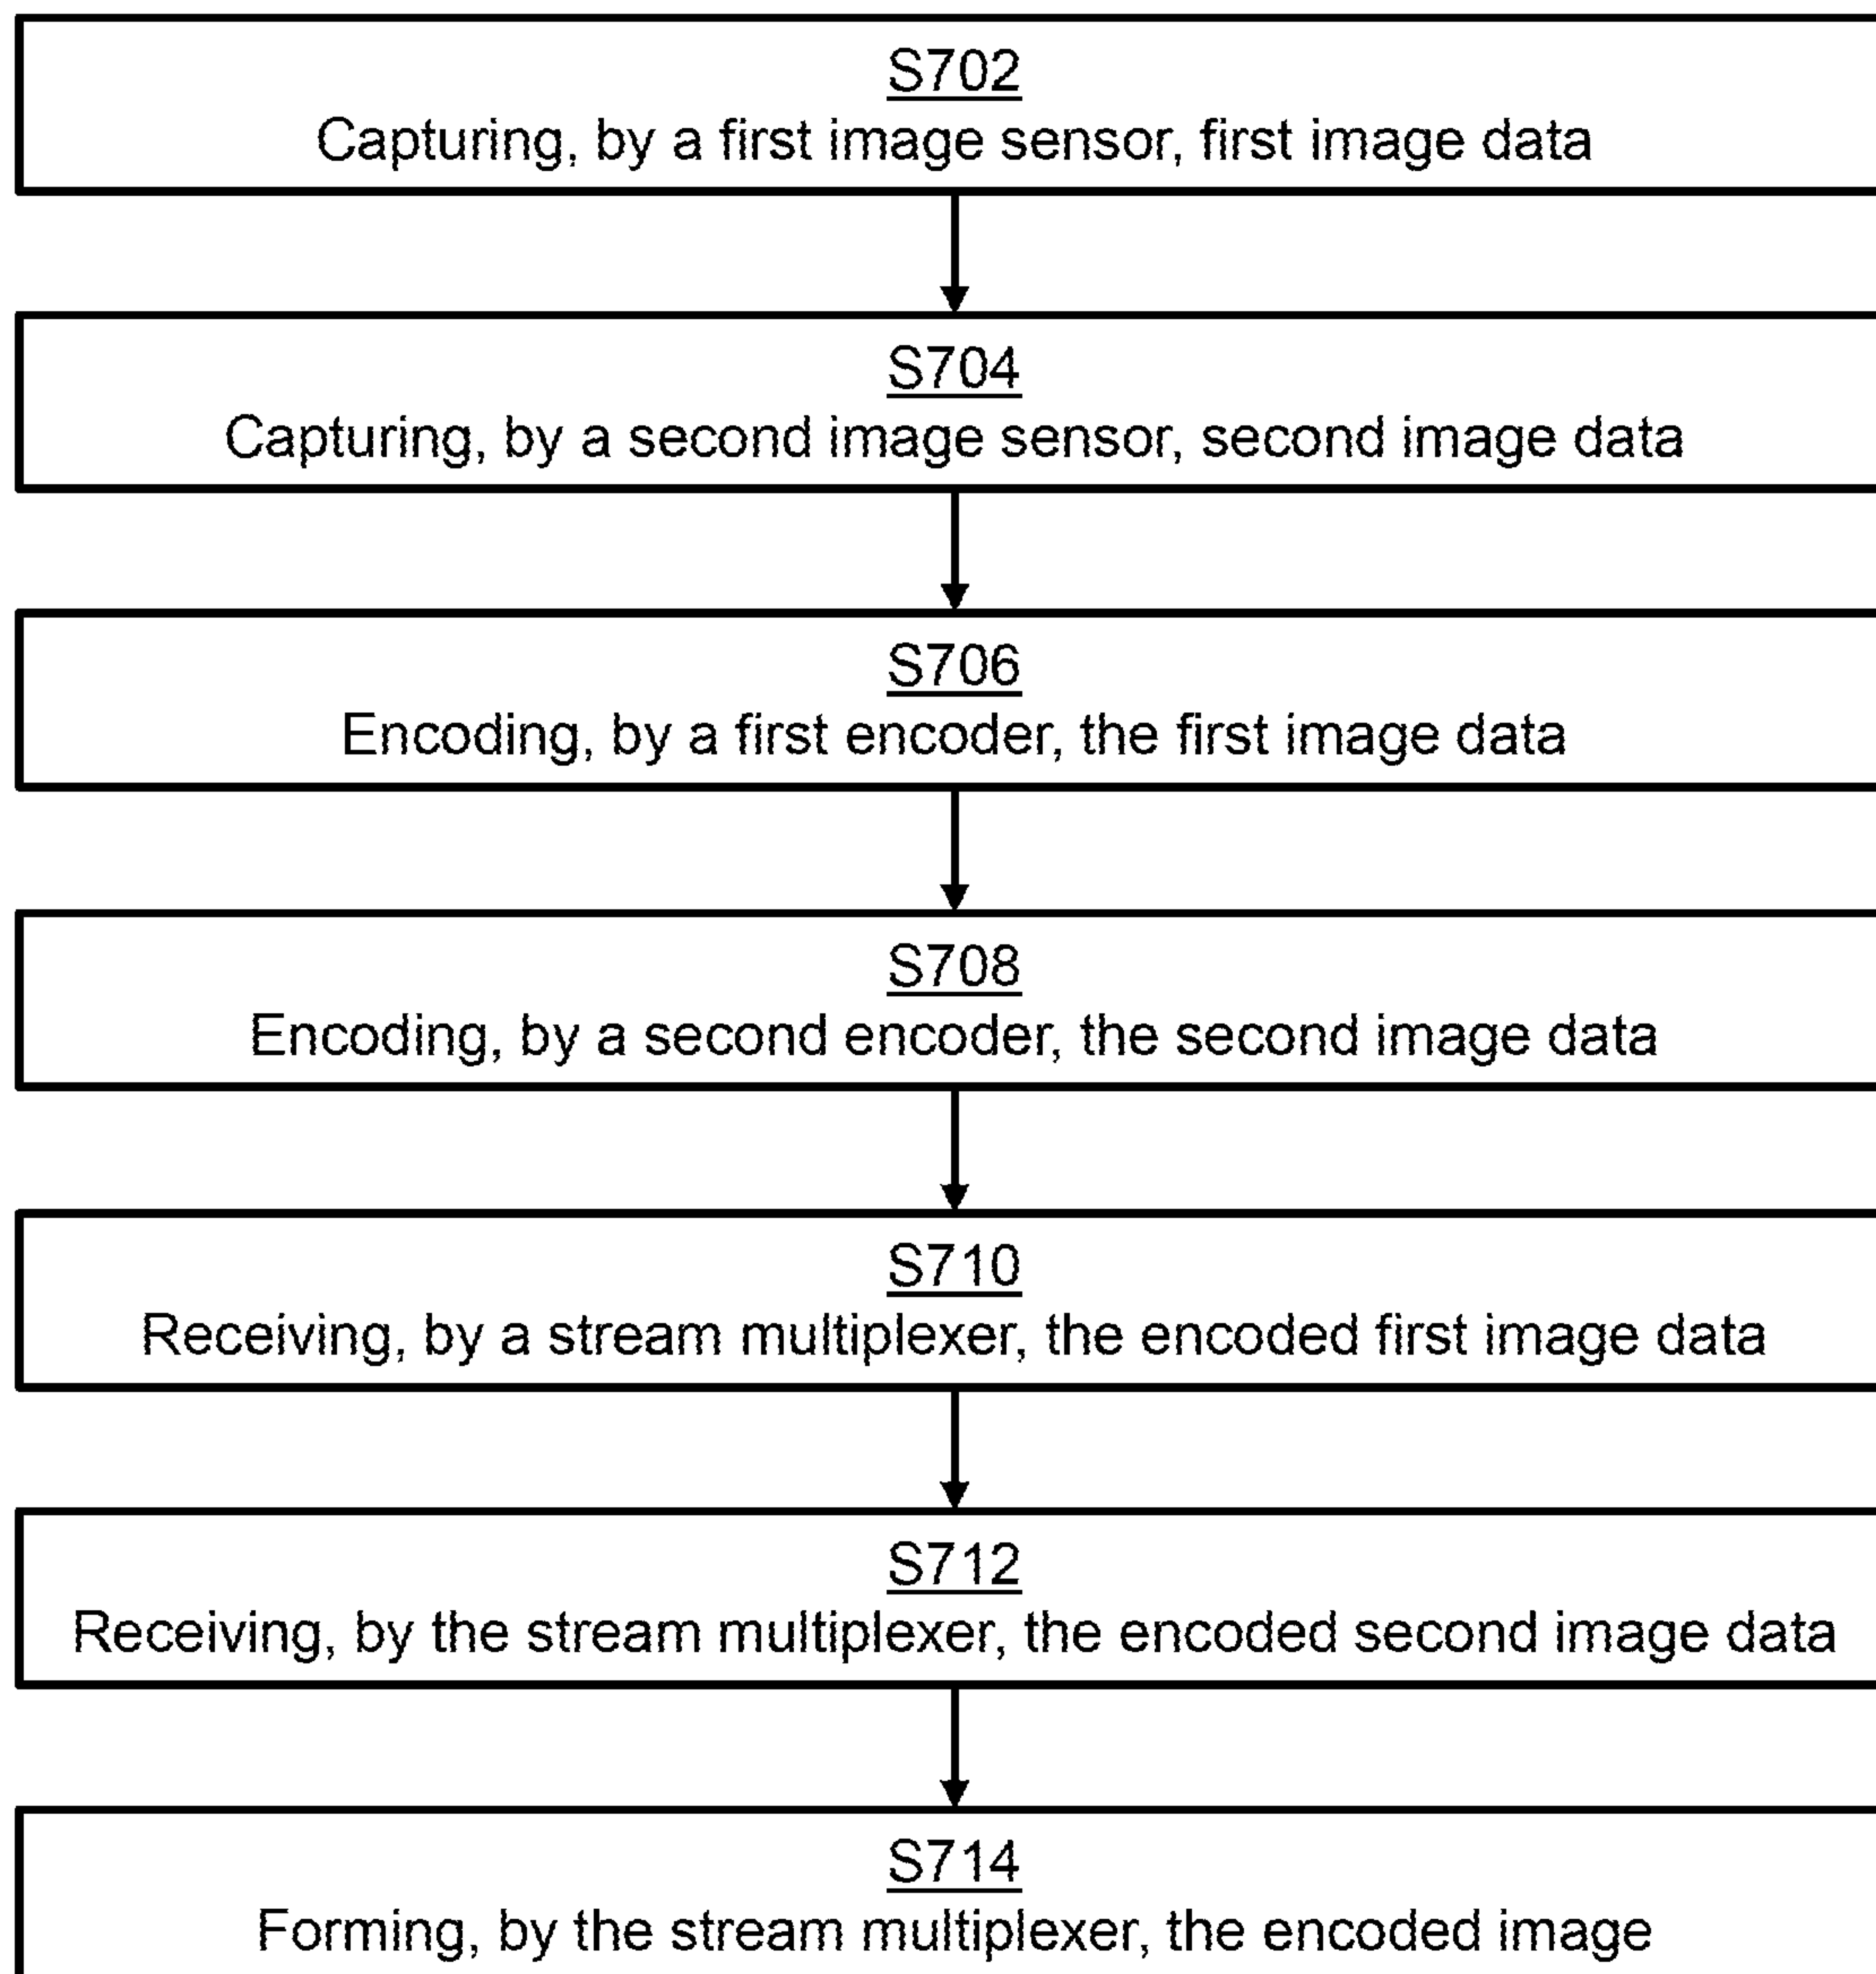 S702
Capturing, by a first image sensor, first image data
S704
Capturing, by a second image sensor, second image data
S706
Encoding, by a first encoder, the first image data
S708
Encoding, by a second encoder, the second image data
S710
Receiving, by a stream multiplexer, the encoded first image data
S712
Receiving, by the stream multiplexer, the encoded second image data
S714
Forming, by the stream multiplexer, the encoded image